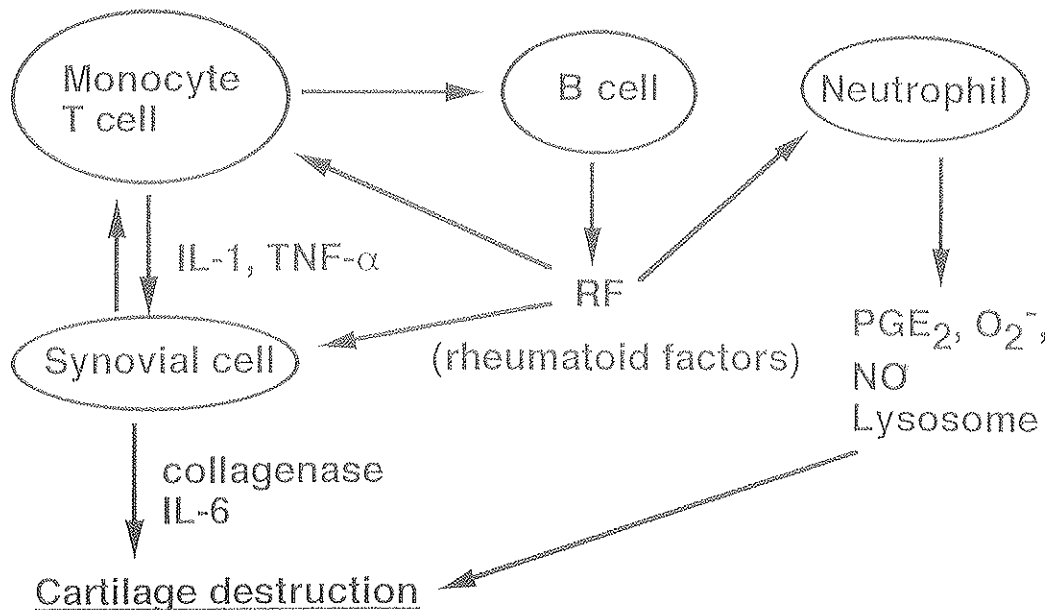 Monocyte
T cell
B cell
Neutrophil
IL-1, TNF-α
RF
(rheumatoid factors)
Synovial cell
PGE₂, O₂⁻,
NO
Lysosome
collagenase
IL-6
Cartilage destruction